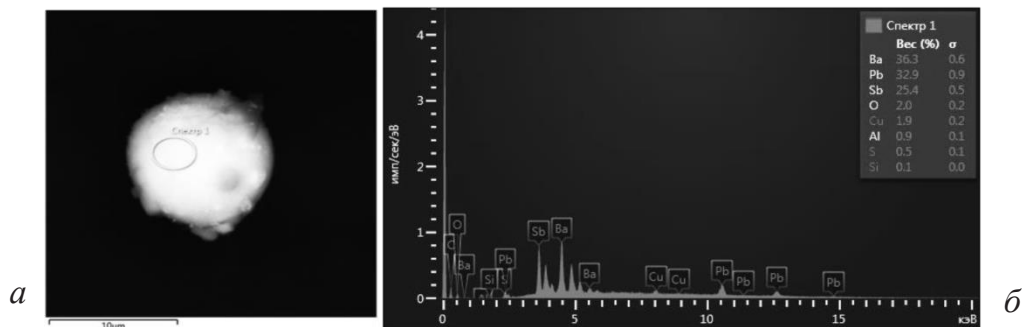 а
Спектр 1
10μm
имп/сек/эВ
4
3
2
1
0
Спектр 1
Вес (%) σ
Ba 36.3 0.6
Pb 32.9 0.9
Sb 25.4 0.5
O 2.0 0.2
Cu 1.9 0.2
Al 0.9 0.1
S 0.5 0.1
Si 0.1 0.0
O
C
Ba
Si
S
Pb
Sb
Ba
Ba
Cu
Cu
Pb
Pb
Pb
Pb
0 5 10 15 кэВ
б